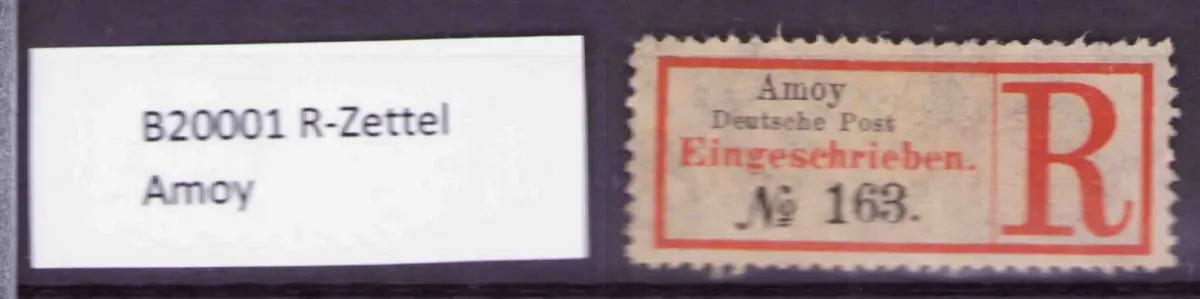 B20001 R-Zettel
Amoy
Amoy
Deutsche Post
Eingeschrieben.
№ 163.
R